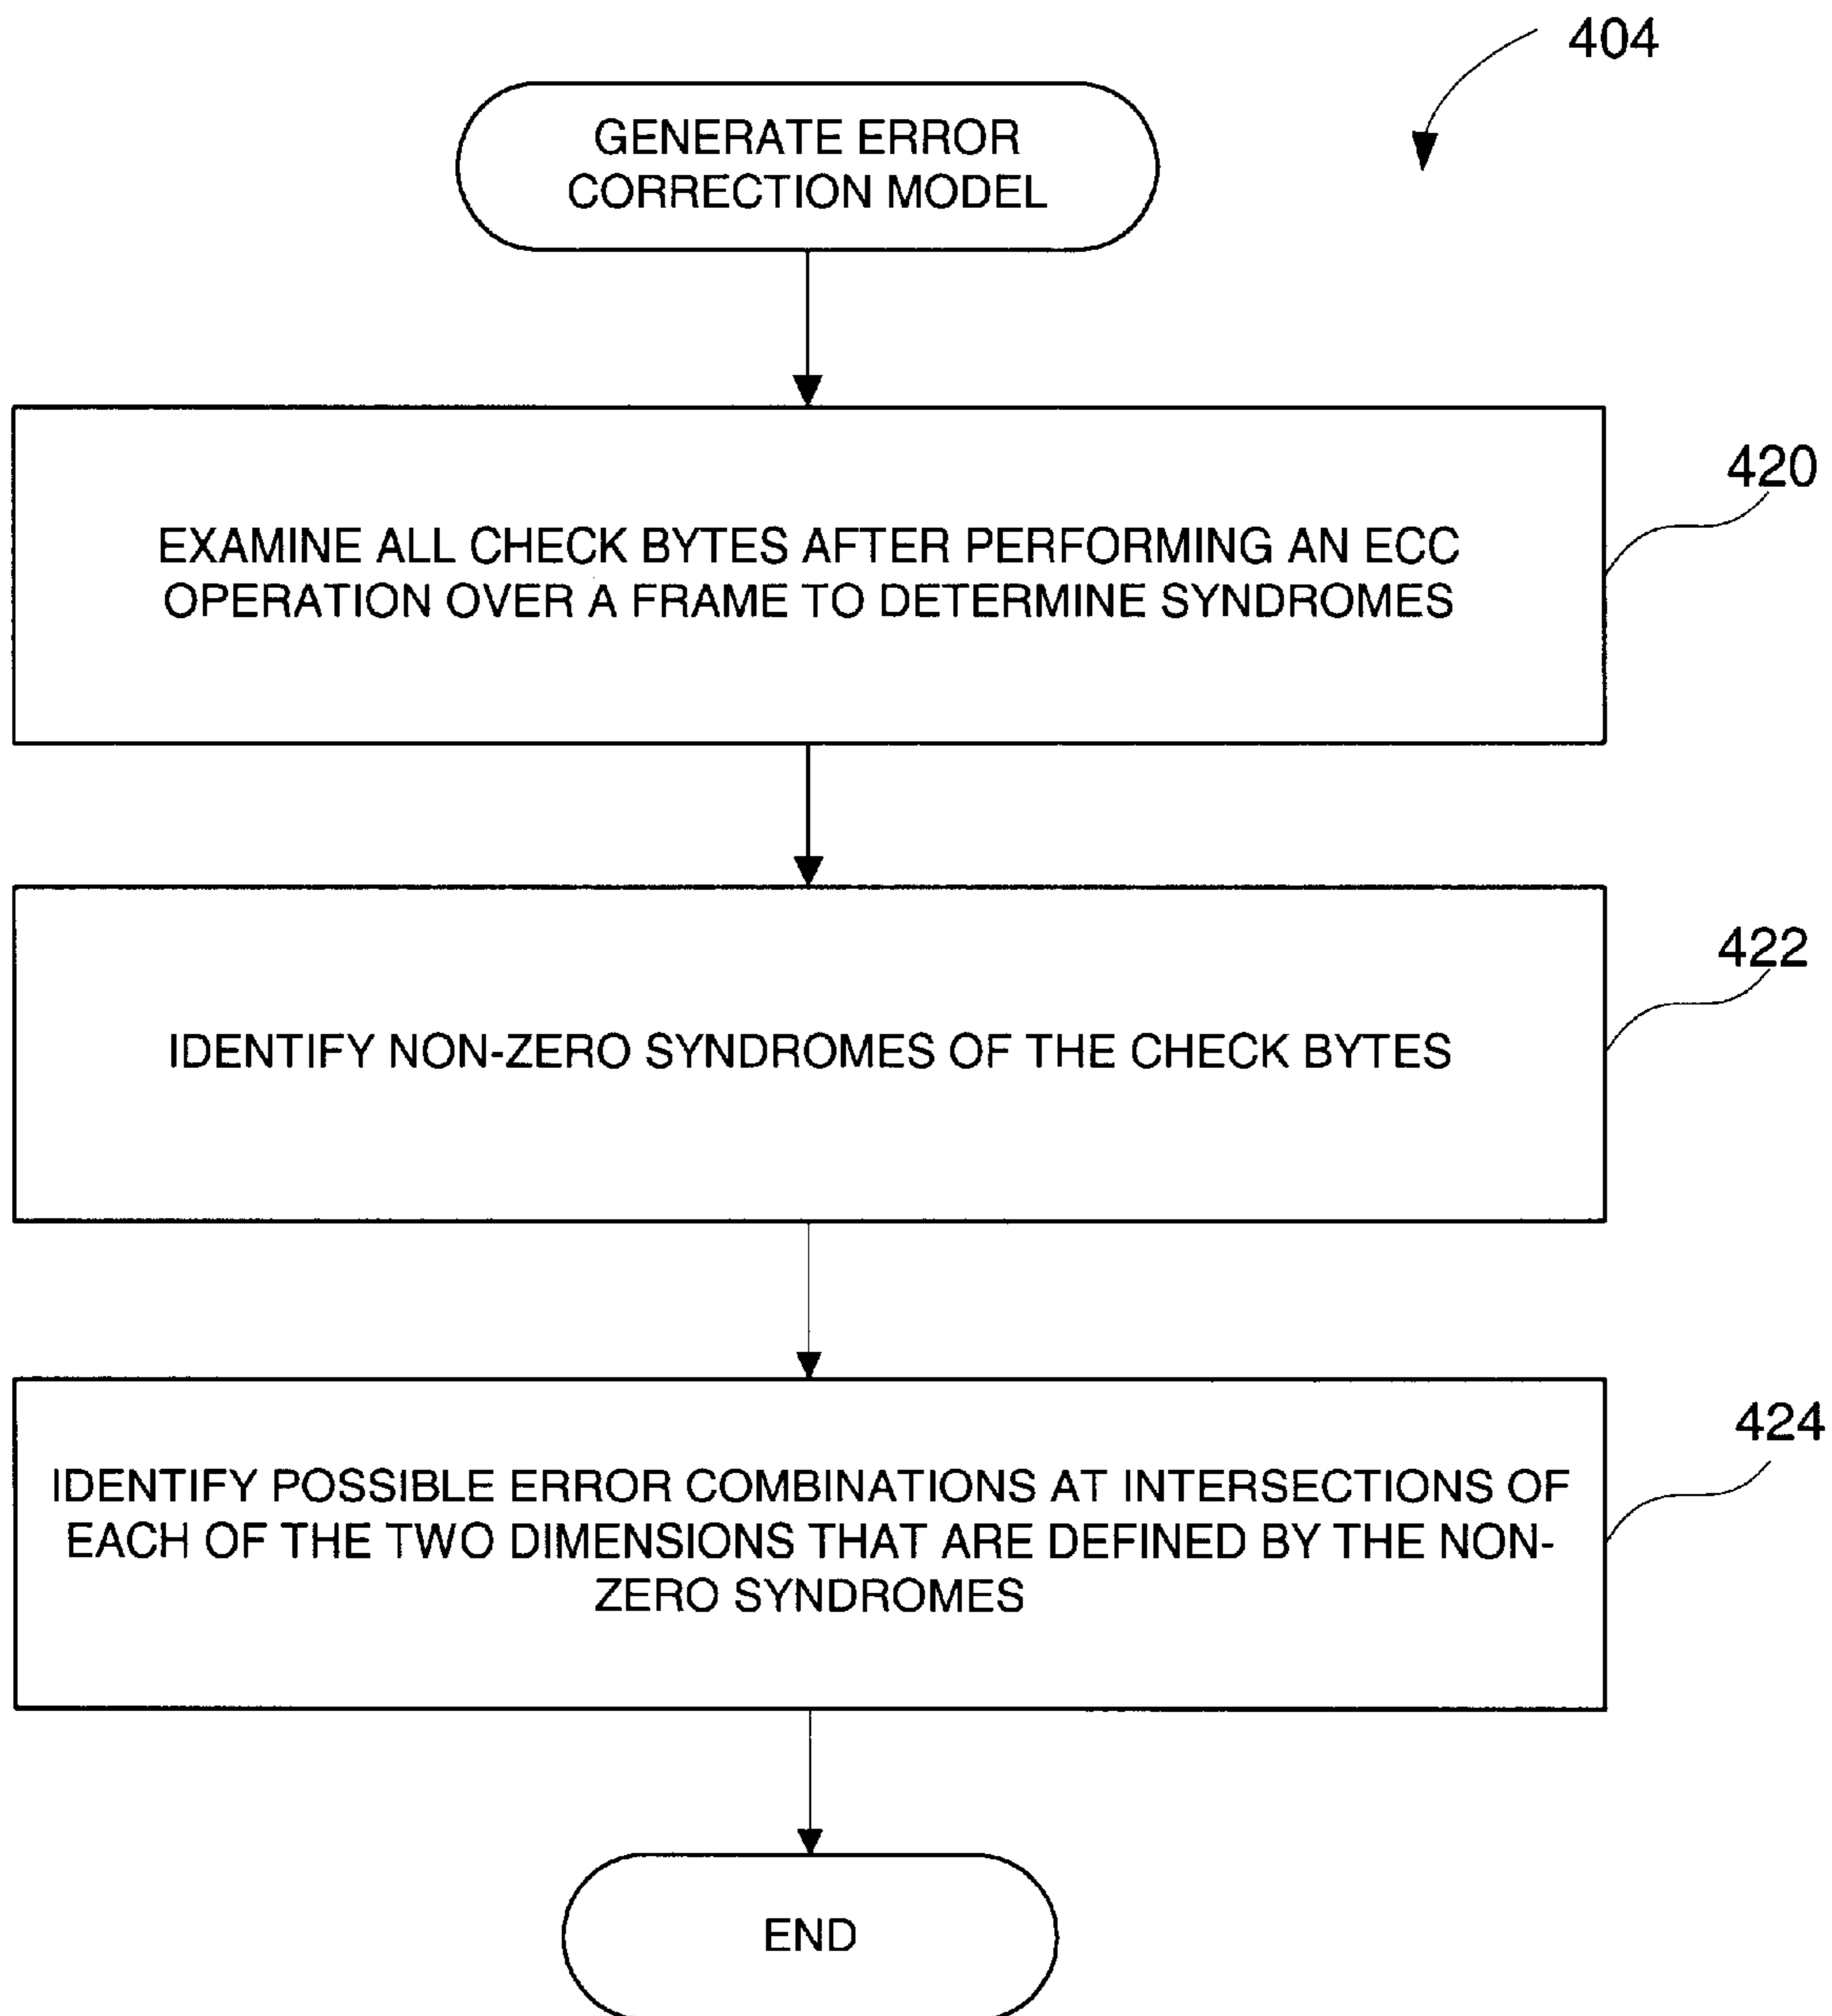 404
GENERATE ERROR
CORRECTION MODEL
420
EXAMINE ALL CHECK BYTES AFTER PERFORMING AN ECC
OPERATION OVER A FRAME TO DETERMINE SYNDROMES
422
IDENTIFY NON-ZERO SYNDROMES OF THE CHECK BYTES
424
IDENTIFY POSSIBLE ERROR COMBINATIONS AT INTERSECTIONS OF
EACH OF THE TWO DIMENSIONS THAT ARE DEFINED BY THE NON-
ZERO SYNDROMES
END